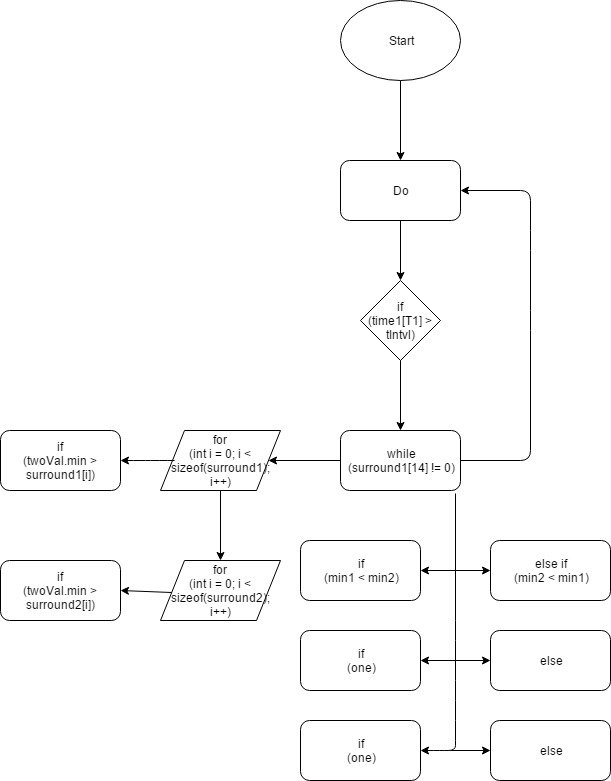 Start
Do
if
(time1[T1] >
tIntvl)
while
(surround1[14] != 0)
for
(int i = 0; i <
sizeof(surround1);
i++)
if
(twoVal.min >
surround1[i])
for
(int i = 0; i <
sizeof(surround2);
i++)
if
(twoVal.min >
surround2[i])
if
(min1 < min2)
else if
(min2 < min1)
if
(one)
else
if
(one)
else